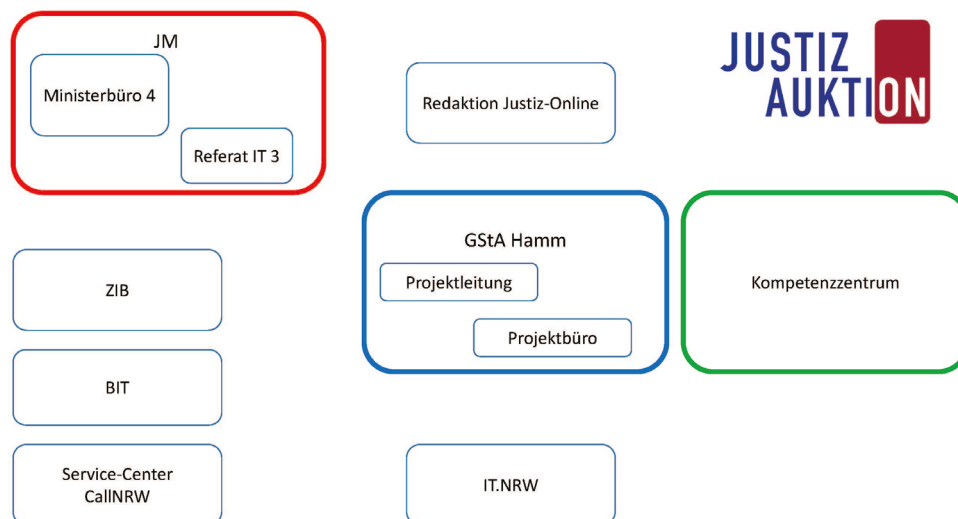 JM
Ministerbüro 4
Referat IT 3
Redaktion Justiz-Online
JUSTIZ
AUKTION
GStA Hamm
Projektleitung
Projektbüro
Kompetenzzentrum
ZIB
BIT
Service-Center
CallNRW
IT.NRW